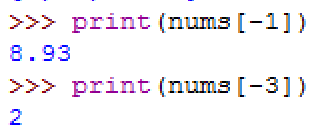 >>> print(nums[-1])
8.93
>>> print(nums[-3])
2